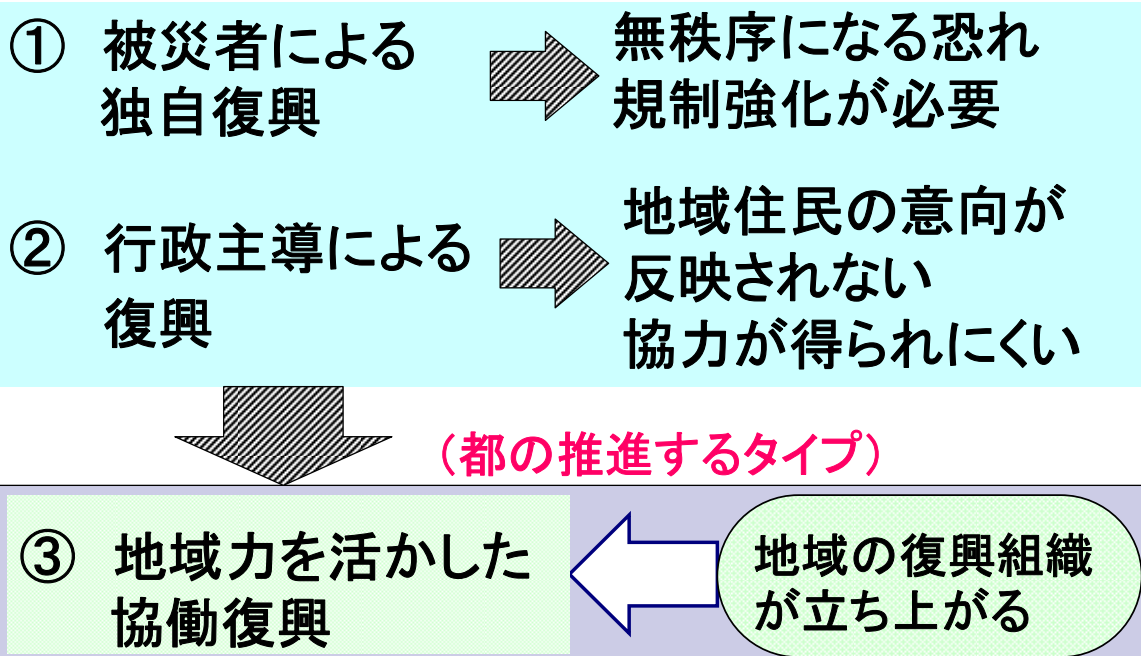 ① 被災者による
独自復興
無秩序になる恐れ
規制強化が必要
② 行政主導による
復興
地域住民の意向が
反映されない
協力が得られにくい
（都の推進するタイプ）
③ 地域力を活かした
協働復興
地域の復興組織
が立ち上がる